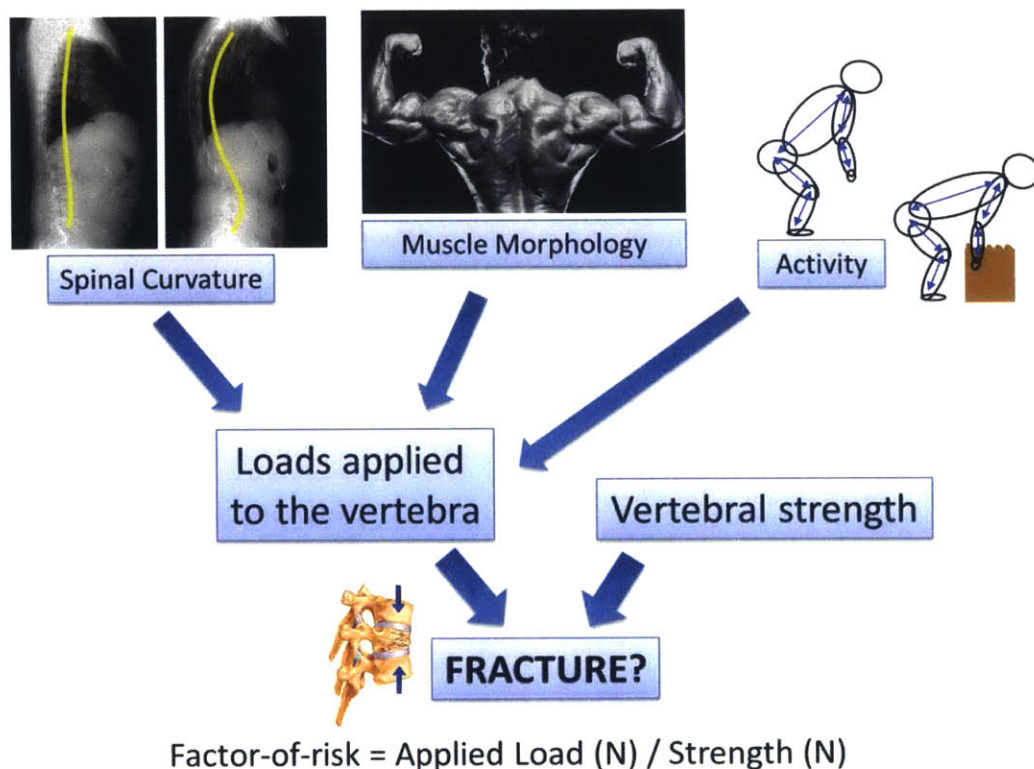 Spinal Curvature
Muscle Morphology
Activity
Loads applied
to the vertebra
Vertebral strength
FRACTURE?
Factor-of-risk = Applied Load (N) / Strength (N)